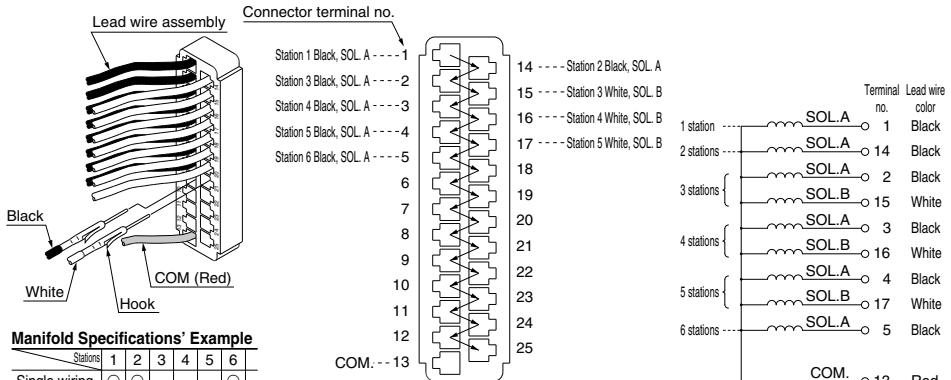 Lead wire assembly
Black
White
Hook
COM (Red)
Manifold Specifications' Example
Stations 1 2 3 4 5 6
Single wiring
Connector terminal no.
Station 1 Black, SOL. A 1
Station 3 Black, SOL. A 2
Station 4 Black, SOL. A 3
Station 5 Black, SOL. A 4
Station 6 Black, SOL. A 5
6
7
8
9
10
11
12
COM. 13
14 Station 2 Black, SOL. A
15 Station 3 White, SOL. B
16 Station 4 White, SOL. B
17 Station 5 White, SOL. B
18
19
20
21
22
23
24
25
Terminal no. Lead wire color
1 station SOL.A 1 Black
2 stations SOL.A 14 Black
3 stations SOL.A 2 Black
SOL.B 15 White
4 stations SOL.A 3 Black
SOL.B 16 White
5 stations SOL.A 4 Black
SOL.B 17 White
6 stations SOL.A 5 Black
COM. 13 Red